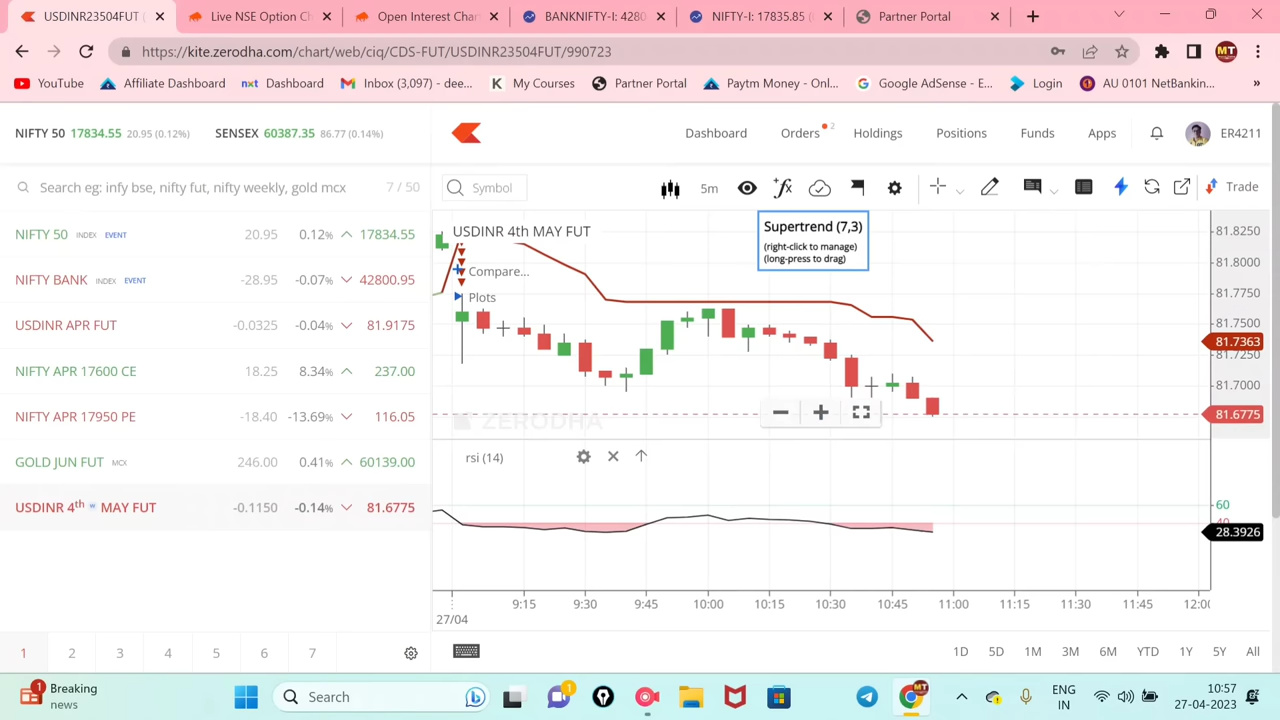 USDINR23504FUT (
Live NSE Option Ch
Open Interest Char
BANKNIFTY-I: 4280
NIFTY-I: 17835.85 (
Partner Portal
https://kite.zerodha.com/chart/web/ciq/CDS-FUT/USDINR23504FUT/990723
MT
YouTube
Affiliate Dashboard
nxt Dashboard
Inbox (3,097) - dee...
K My Courses
Partner Portal
Paytm Money - Onl...
Google AdSense - E...
Login
AU 0101 NetBankin...
»
NIFTY 50 17834.55 20.95 (0.12%) SENSEX 60387.35 86.77 (0.14%)
Dashboard Orders 2 Holdings Positions Funds Apps ER4211
Search eg: infy bse, nifty fut, nifty weekly, gold mcx 7 / 50
Symbol 5m Trade
NIFTY 50 INDEX EVENT 20.95 0.12% 17834.55
NIFTY BANK INDEX EVENT -28.95 -0.07% 42800.95
USDINR APR FUT -0.0325 -0.04% 81.9175
NIFTY APR 17600 CE 18.25 8.34% 237.00
NIFTY APR 17950 PE -18.40 -13.69% 116.05
GOLD JUN FUT MCX 246.00 0.41% 60139.00
USDINR 4th w MAY FUT -0.1150 -0.14% 81.6775
1 2 3 4 5 6 7
USDINR 4th MAY FUT
Compare...
Plots
Supertrend (7,3)
(right-click to manage)
(long-press to drag)
81.8250
81.8000
81.7750
81.7500
81.7363
81.7250
81.7000
81.6775
ZERODHA
rsi (14)
60
40
28.3926
9:15 9:30 9:45 10:00 10:15 10:30 10:45 11:00 11:15 11:30 11:45 12:00
27/04
1D 5D 1M 3M 6M YTD 1Y 5Y All
1
Breaking
news
Search
1
MT
ENG
IN
10:57
27-04-2023